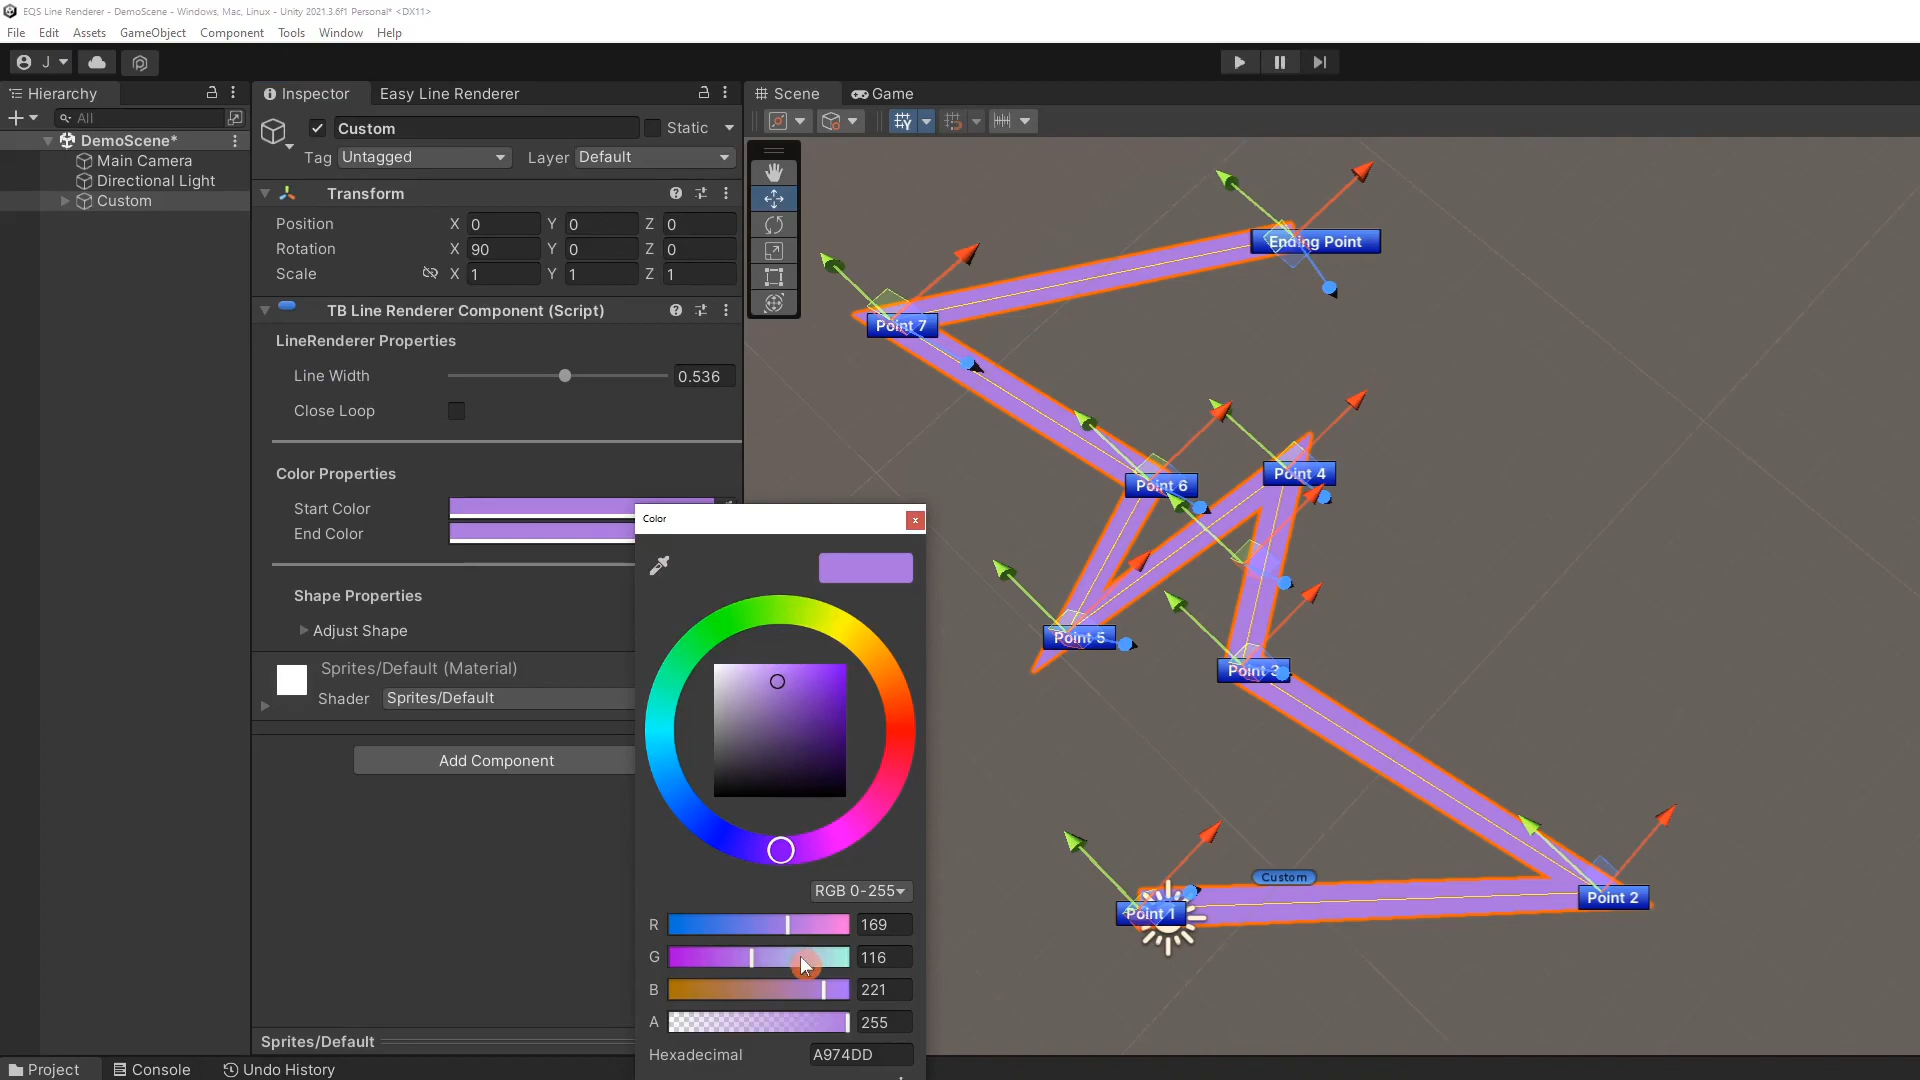 EQS Line Renderer - DemoScene - Windows, Mac, Linux - Unity 2021.3.6f1 Personal* <DX11>
File Edit Assets GameObject Component Tools Window Help
J
Hierarchy
All
DemoScene*
Main Camera
Directional Light
Custom
Inspector Easy Line Renderer
Custom Static
Tag Untagged Layer Default
Transform
Position X 0 Y 0 Z 0
Rotation X 90 Y 0 Z 0
Scale X 1 Y 1 Z 1
TB Line Renderer Component (Script)
LineRenderer Properties
Line Width 0.536
Close Loop
Color Properties
Start Color
End Color
Shape Properties
Adjust Shape
Sprites/Default (Material)
Shader Sprites/Default
Add Component
Sprites/Default
Color
RGB 0-255
R 169
G 116
B 221
A 255
Hexadecimal A974DD
Scene Game
Ending Point
Point 7
Point 4
Point 6
Point 5
Point 3
Custom
Point 2
Point 1
Project Console Undo History